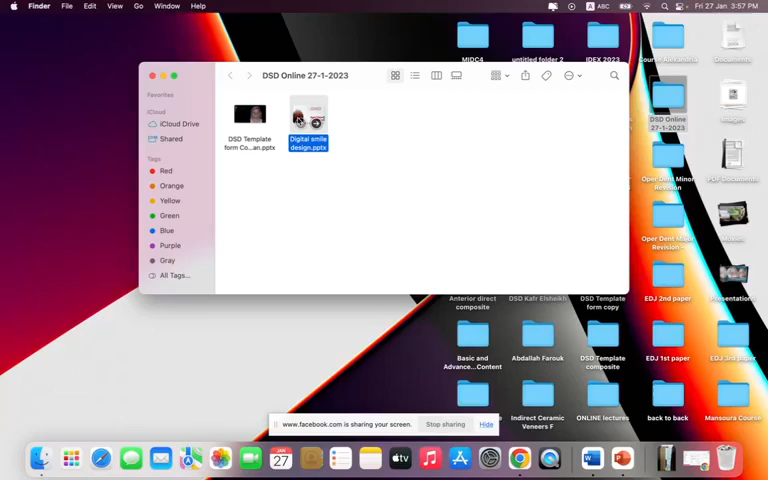 Finder File Edit View Go Window Help
ABC
Fri 27 Jan 3:57 PM
DSD Online 27-1-2023
Favorites
iCloud
iCloud Drive
Shared
Tags
Red
Orange
Yellow
Green
Blue
Purple
Gray
All Tags...
DSD Template
form Co...an.pptx
Digital smile
design.pptx
MIDC4
untitled folder 2
IDEX 2023
Course Alexandria
Documents
DSD Online
27-1-2023
Images
Oper Dent Minor
Revision
PDF Documents
Oper Dent Major
Revision -
Movies
Anterior direct
composite
DSD Kafr Elsheikh
DSD Template
form copy
EDJ 2nd paper
Presentations
Basic and
Advance...Content
Abdallah Farouk
DSD Template
composite
EDJ 1st paper
EDJ 3rd paper
Indirect Ceramic
Veneers F
ONLINE lectures
back to back
Mansoura Course
www.facebook.com is sharing your screen.
Stop sharing
Hide
JAN
27